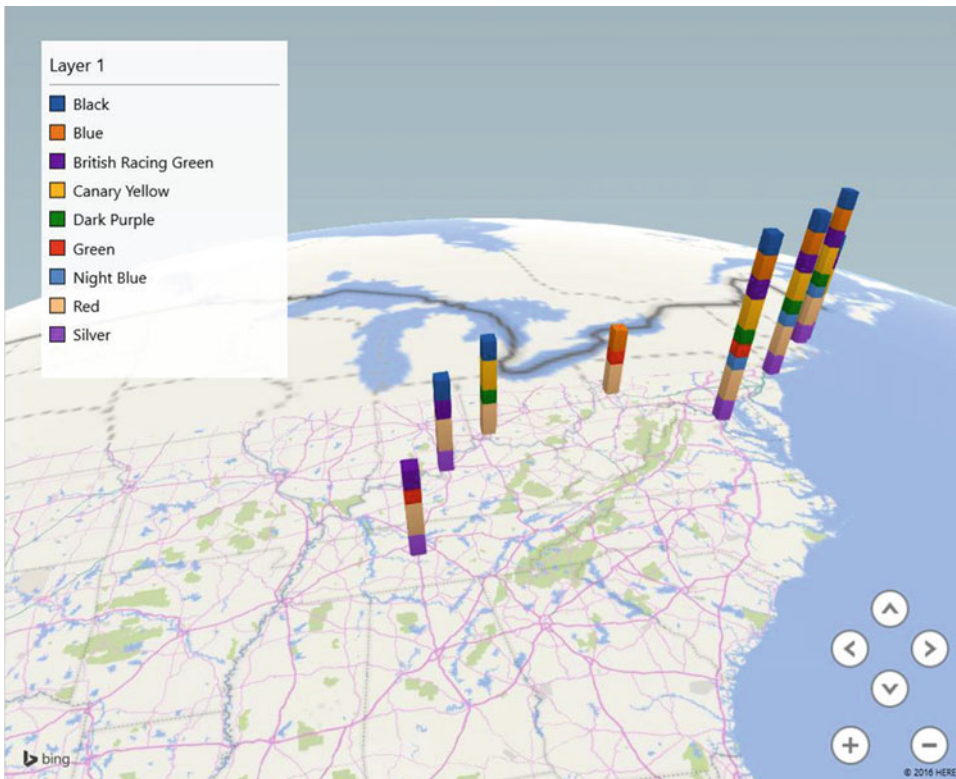 Layer 1
Black
Blue
British Racing Green
Canary Yellow
Dark Purple
Green
Night Blue
Red
Silver
bing
© 2016 HERE